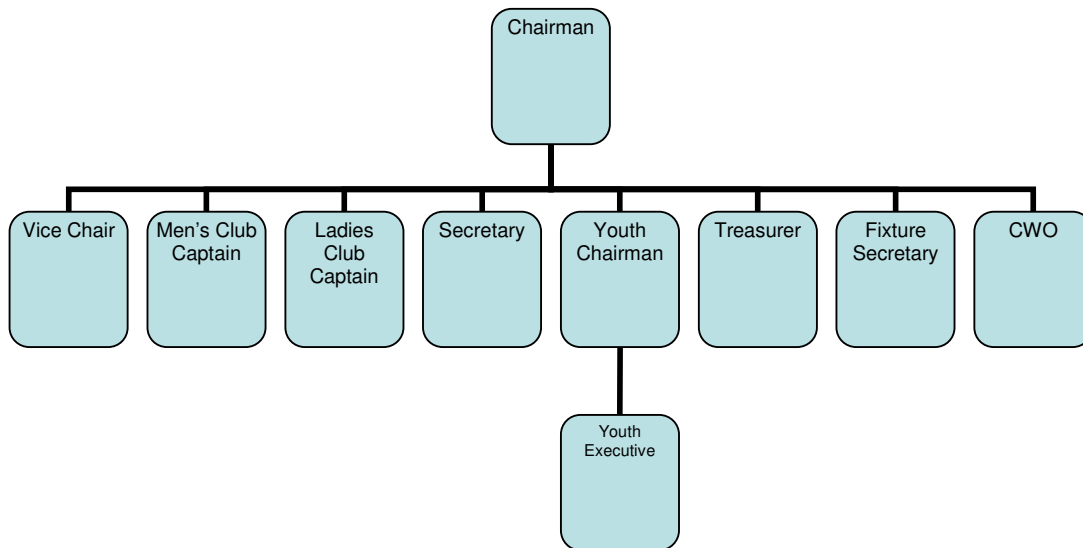 Chairman
Vice Chair
Men's Club
Captain
Ladies
Club
Captain
Secretary
Youth
Chairman
Treasurer
Fixture
Secretary
CWO
Youth
Executive